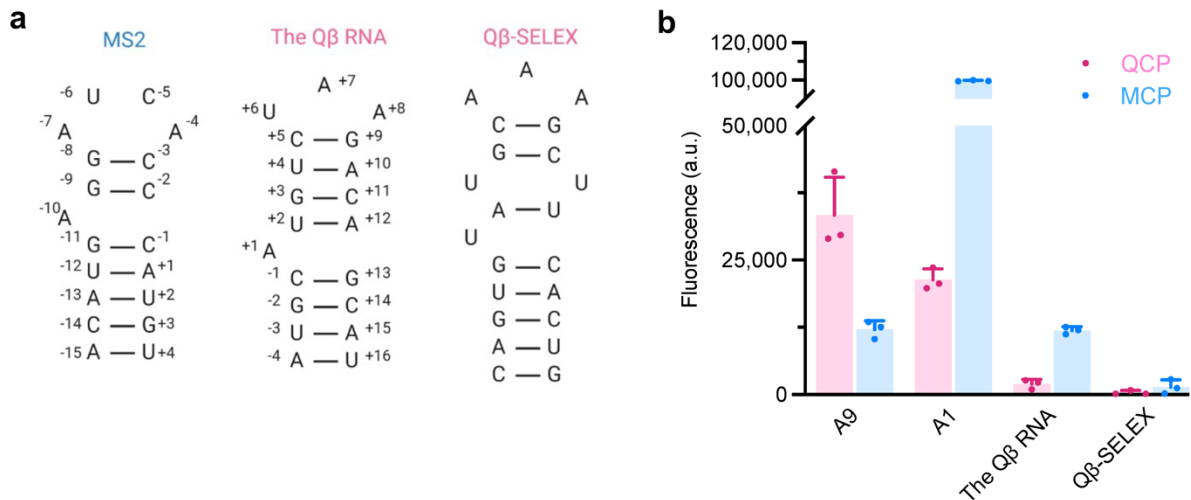 a
MS2
The Qβ RNA
Qβ-SELEX
-6 U C -5
-7 A A -4
-8 G — C -3
-9 G — C -2
-10 A
-11 G — C -1
-12 U — A +1
-13 A — U +2
-14 C — G +3
-15 A — U +4
A +7
+6 U A +8
+5 C — G +9
+4 U — A +10
+3 G — C +11
+2 U — A +12
+1 A
-1 C — G +13
-2 G — C +14
-3 U — A +15
-4 A — U +16
A
A A
C — G
G — C
U U
A — U
U
G — C
U — A
G — C
A — U
C — G
b
120,000
100,000
50,000
25,000
0
Fluorescence (a.u.)
QCP
MCP
A9
A1
The Qβ RNA
Qβ-SELEX